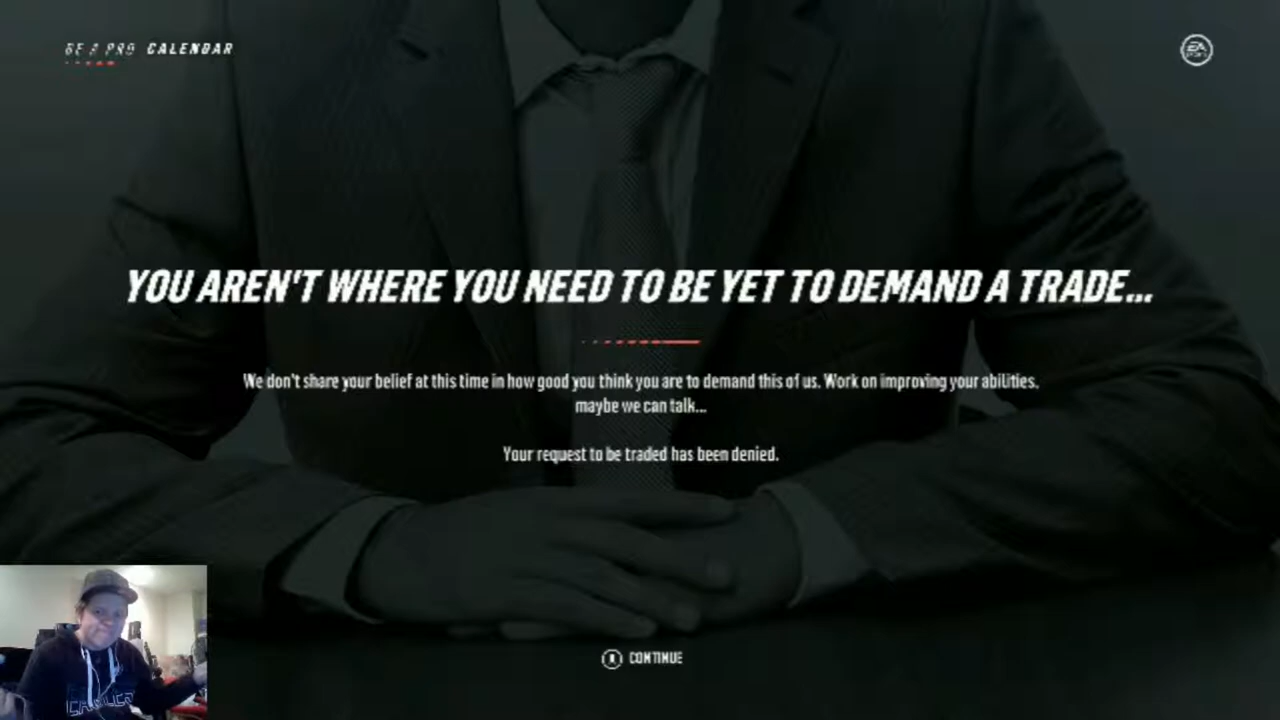 BE A PRO CALENDAR
EA
YOU AREN'T WHERE YOU NEED TO BE YET TO DEMAND A TRADE...
We don't share your belief at this time in how good you think you are to demand this of us. Work on improving your abilities,
maybe we can talk...
Your request to be traded has been denied.
CONTINUE